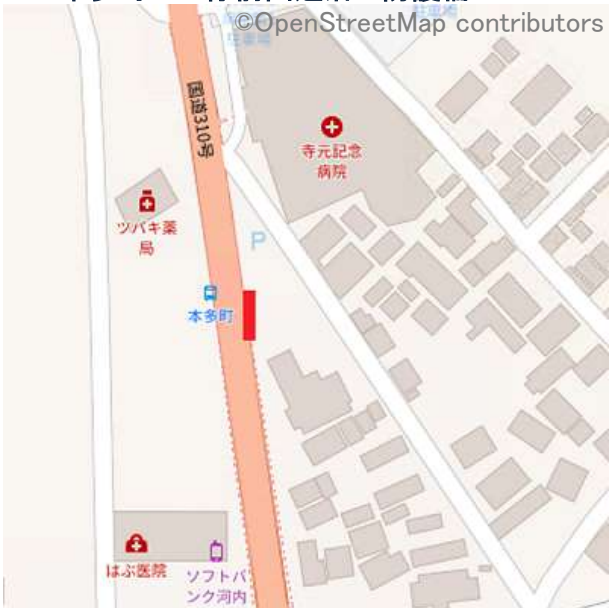 ©OpenStreetMap contributors
国道310号
寺元記念
病院
ツバキ薬
局
P
本多町
はぶ医院
ソフトバ
ンク河内